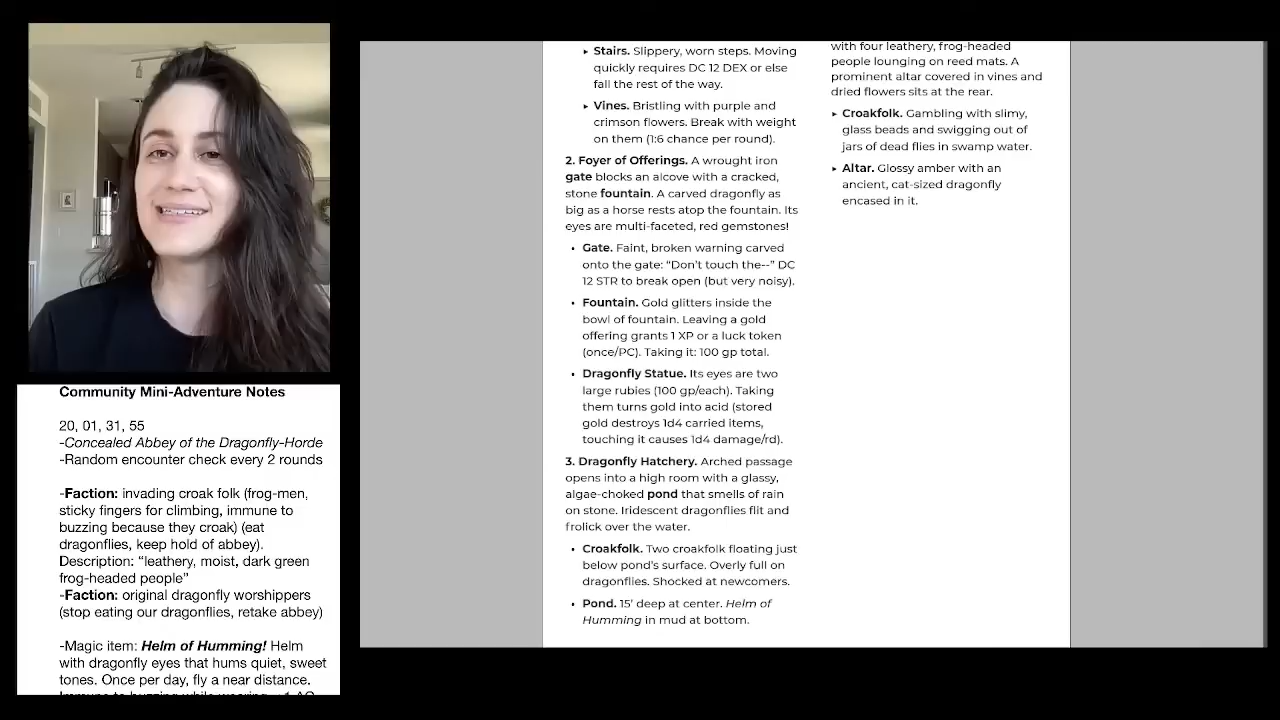 Community Mini-Adventure Notes
20, 01, 31, 55
-Concealed Abbey of the Dragonfly-Horde
-Random encounter check every 2 rounds
-Faction: invading croak folk (frog-men,
sticky fingers for climbing, immune to
buzzing because they croak) (eat
dragonflies, keep hold of abbey).
Description: “leathery, moist, dark green
frog-headed people”
-Faction: original dragonfly worshippers
(stop eating our dragonflies, retake abbey)
-Magic item: Helm of Humming! Helm
with dragonfly eyes that hums quiet, sweet
tones. Once per day, fly a near distance.
Immune to buzzing while wearing. +1 AC
▸ Stairs. Slippery, worn steps. Moving
quickly requires DC 12 DEX or else
fall the rest of the way.
▸ Vines. Bristling with purple and
crimson flowers. Break with weight
on them (1:6 chance per round).
2. Foyer of Offerings. A wrought iron
gate blocks an alcove with a cracked,
stone fountain. A carved dragonfly as
big as a horse rests atop the fountain. Its
eyes are multi-faceted, red gemstones!
• Gate. Faint, broken warning carved
onto the gate: “Don’t touch the--” DC
12 STR to break open (but very noisy).
• Fountain. Gold glitters inside the
bowl of fountain. Leaving a gold
offering grants 1 XP or a luck token
(once/PC). Taking it: 100 gp total.
• Dragonfly Statue. Its eyes are two
large rubies (100 gp/each). Taking
them turns gold into acid (stored
gold destroys 1d4 carried items,
touching it causes 1d4 damage/rd).
3. Dragonfly Hatchery. Arched passage
opens into a high room with a glassy,
algae-choked pond that smells of rain
on stone. Iridescent dragonflies flit and
frolick over the water.
• Croakfolk. Two croakfolk floating just
below pond’s surface. Overly full on
dragonflies. Shocked at newcomers.
• Pond. 15’ deep at center. Helm of
Humming in mud at bottom.
with four leathery, frog-headed
people lounging on reed mats. A
prominent altar covered in vines and
dried flowers sits at the rear.
▸ Croakfolk. Gambling with slimy,
glass beads and swigging out of
jars of dead flies in swamp water.
▸ Altar. Glossy amber with an
ancient, cat-sized dragonfly
encased in it.